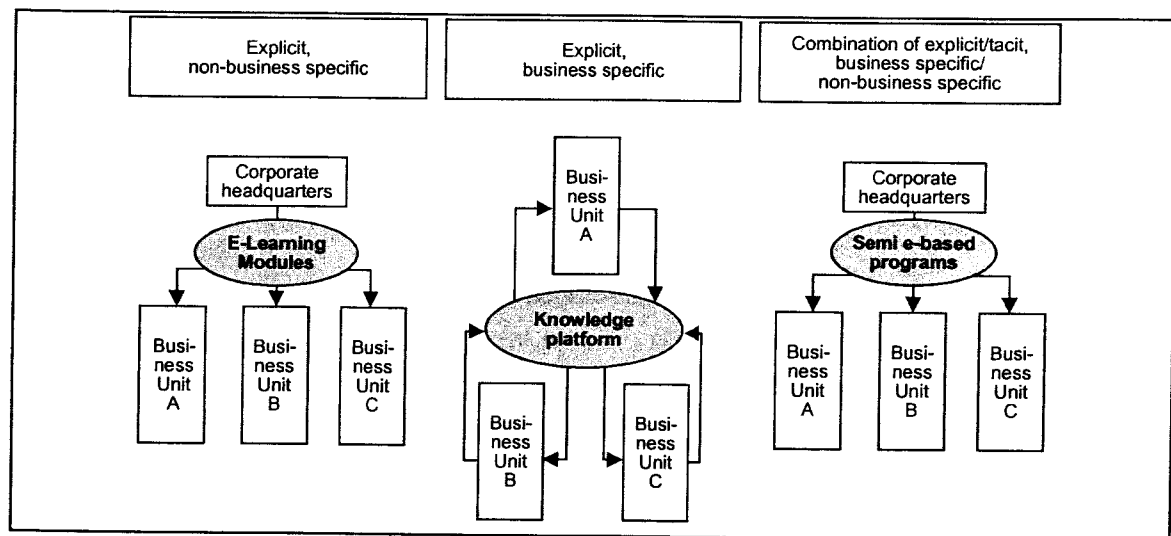 Explicit,
non-business specific
Explicit,
business specific
Combination of explicit/tacit,
business specific/
non-business specific
Corporate
headquarters
E-Learning
Modules
Busi-
ness
Unit
A
Busi-
ness
Unit
B
Busi-
ness
Unit
C
Busi-
ness
Unit
A
Knowledge
platform
Busi-
ness
Unit
B
Busi-
ness
Unit
C
Corporate
headquarters
Semi e-based
programs
Busi-
ness
Unit
A
Busi-
ness
Unit
B
Busi-
ness
Unit
C